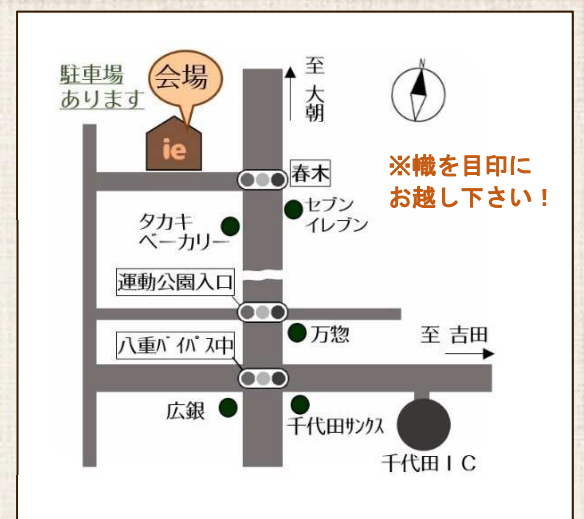 駐車場
あります
会場
ie
至
大
朝
※幟を目印に
お越し下さい！
春木
セブン
イレブン
タカキ
ベーカリー
運動公園入口
万惣
至 吉田
八重ﾊﾞｲﾊﾟｽ中
広銀
千代田ｻﾝｸｽ
千代田ＩＣ